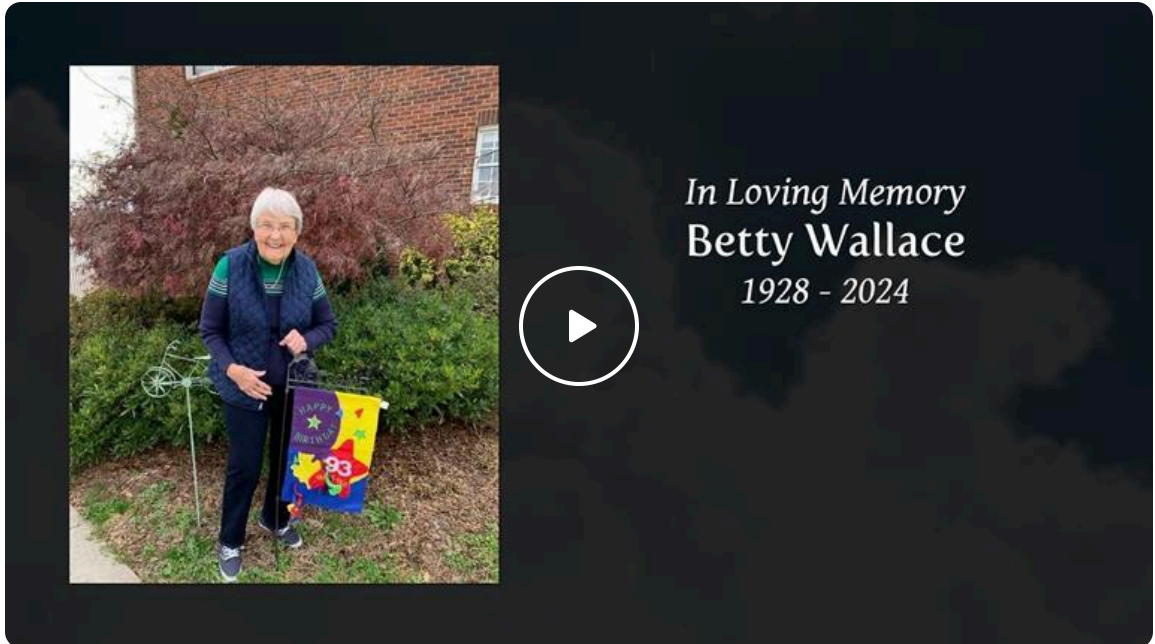 In Loving Memory
Betty Wallace
1928 - 2024
HAPPY
BIRTHDAY
93